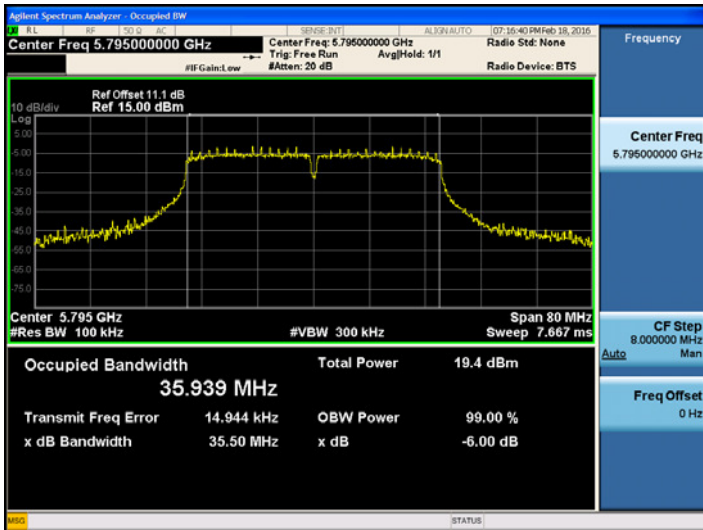 Agilent Spectrum Analyzer - Occupied BW
RL RF 50 Ω AC SENSE:INT ALIGN AUTO 07:16:40 PM Feb 18, 2016
Center Freq 5.795000000 GHz
Center Freq: 5.795000000 GHz
Radio Std: None
Trig: Free Run Avg|Hold: 1/1
#IFGain:Low
#Atten: 20 dB
Radio Device: BTS
Ref Offset 11.1 dB
10 dB/div Ref 15.00 dBm
Log
5.00
-5.00
-15.0
-25.0
-35.0
-45.0
-55.0
-65.0
-75.0
Center 5.795 GHz Span 80 MHz
#Res BW 100 kHz #VBW 300 kHz Sweep 7.667 ms
Occupied Bandwidth Total Power 19.4 dBm
35.939 MHz
Transmit Freq Error 14.944 kHz OBW Power 99.00 %
x dB Bandwidth 35.50 MHz x dB -6.00 dB
MSG STATUS
Frequency
Center Freq
5.795000000 GHz
CF Step
8.000000 MHz
Auto Man
Freq Offset
0 Hz